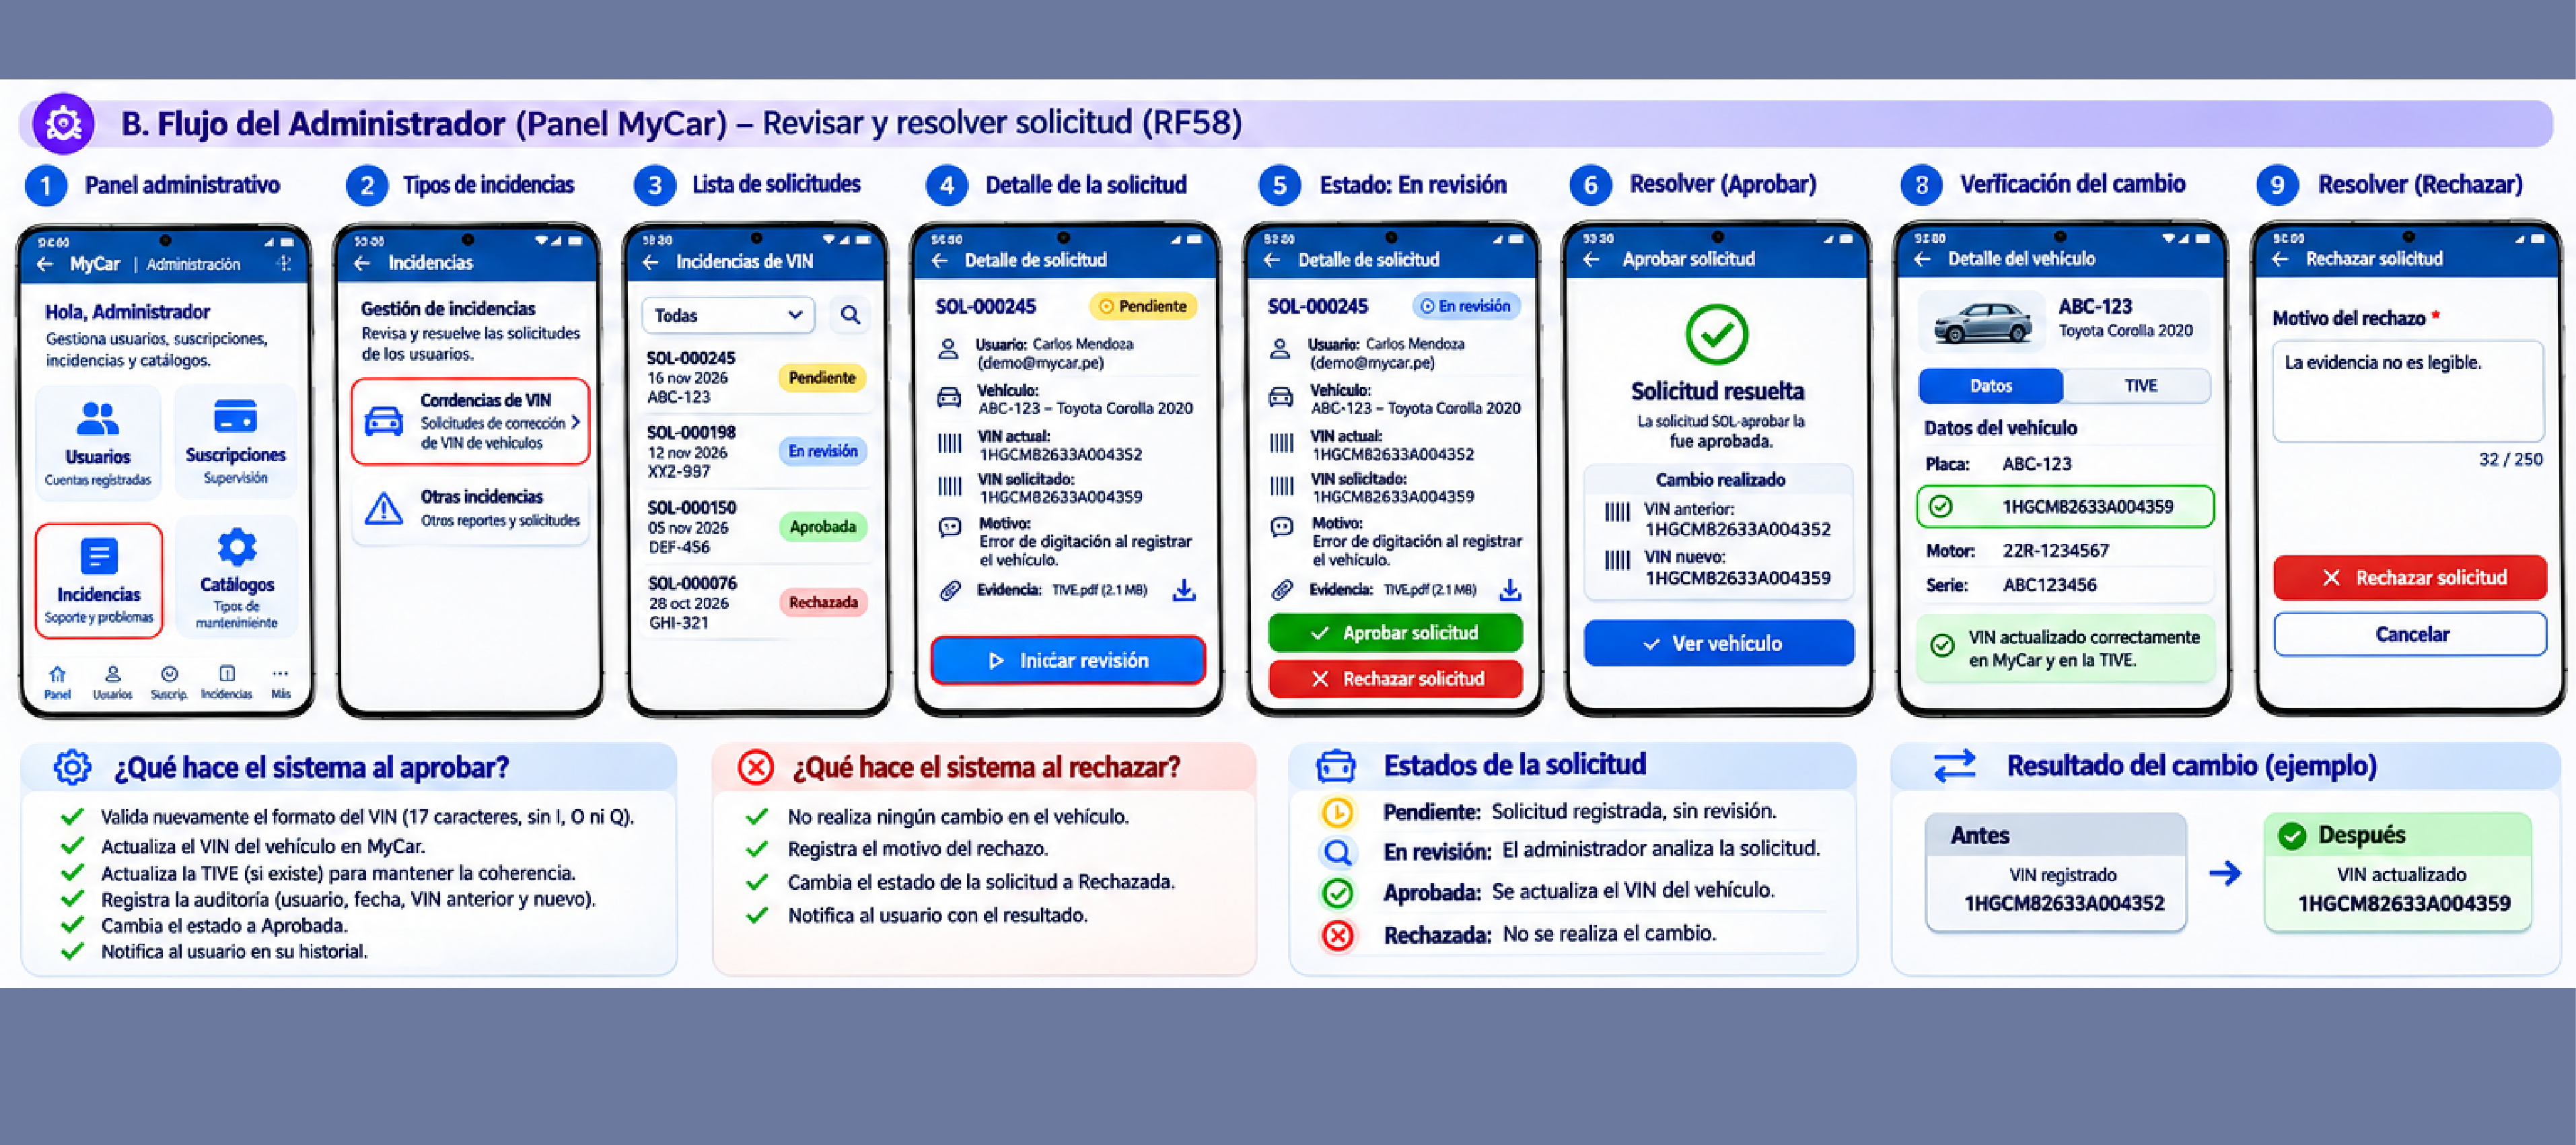 B. Flujo del Administrador (Panel MyCar) – Revisar y resolver solicitud (RF58)
1 Panel administrativo
MyCar | Administración
Hola, Administrador
Gestiona usuarios, suscripciones,
incidencias y catálogos.
Usuarios
Cuentas registradas
Suscripciones
Supervisión
Incidencias
Soporte y problemas
Catálogos
Tipos de
mantenimiento
Panel
Usuarios
Suscrip.
Incidencias
Más
2 Tipos de incidencias
Incidencias
Gestión de incidencias
Revisa y resuelve las solicitudes
de los usuarios.
Corrdencias de VIN
Solicitudes de corrección
de VIN de vehículos
Otras incidencias
Otros reportes y solicitudes
3 Lista de solicitudes
Incidencias de VIN
Todas
SOL-000245
16 nov 2026
ABC-123
Pendiente
SOL-000198
12 nov 2026
XX2-997
En revisión
SOL-000150
05 nov 2026
DEF-456
Aprobada
SOL-000076
28 oct 2026
GHI-321
Rechazada
4 Detalle de la solicitud
Detalle de solicitud
SOL-000245
Pendiente
Usuario: Carlos Mendoza
(demo@mycar.pe)
Vehículo:
ABC-123 – Toyota Corolla 2020
VIN actual:
1HGCM82633A004352
VIN solicitado:
1HGCM82633A004359
Motivo:
Error de digitación al registrar
el vehículo.
Evidencia: TIVE.pdf (2.1 MB)
Iniciar revisión
5 Estado: En revisión
Detalle de solicitud
SOL-000245
En revisión
Usuario: Carlos Mendoza
(demo@mycar.pe)
Vehículo:
ABC-123 – Toyota Corolla 2020
VIN actual:
1HGCM82633A004352
VIN solicitado:
1HGCM82633A004359
Motivo:
Error de digitación al registrar
el vehículo.
Evidencia: TIVE.pdf (2.1 MB)
Aprobar solicitud
Rechazar solicitud
6 Resolver (Aprobar)
Aprobar solicitud
Solicitud resuelta
La solicitud SOL-aprobar la
fue aprobada.
Cambio realizado
VIN anterior:
1HGCM82633A004352
VIN nuevo:
1HGCM82633A004359
Ver vehículo
8 Verificación del cambio
Detalle del vehículo
ABC-123
Toyota Corolla 2020
Datos
TIVE
Datos del vehículo
Placa: ABC-123
1HGCM82633A004359
Motor: 22R-1234567
Serie: ABC123456
VIN actualizado correctamente
en MyCar y en la TIVE.
9 Resolver (Rechazar)
Rechazar solicitud
Motivo del rechazo *
La evidencia no es legible.
32 / 250
Rechazar solicitud
Cancelar
¿Qué hace el sistema al aprobar?
Valida nuevamente el formato del VIN (17 caracteres, sin I, O ni Q).
Actualiza el VIN del vehículo en MyCar.
Actualiza la TIVE (si existe) para mantener la coherencia.
Registra la auditoría (usuario, fecha, VIN anterior y nuevo).
Cambia el estado a Aprobada.
Notifica al usuario en su historial.
¿Qué hace el sistema al rechazar?
No realiza ningún cambio en el vehículo.
Registra el motivo del rechazo.
Cambia el estado de la solicitud a Rechazada.
Notifica al usuario con el resultado.
Estados de la solicitud
Pendiente: Solicitud registrada, sin revisión.
En revisión: El administrador analiza la solicitud.
Aprobada: Se actualiza el VIN del vehículo.
Rechazada: No se realiza el cambio.
Resultado del cambio (ejemplo)
Antes
VIN registrado
1HGCM82633A004352
Después
VIN actualizado
1HGCM82633A004359